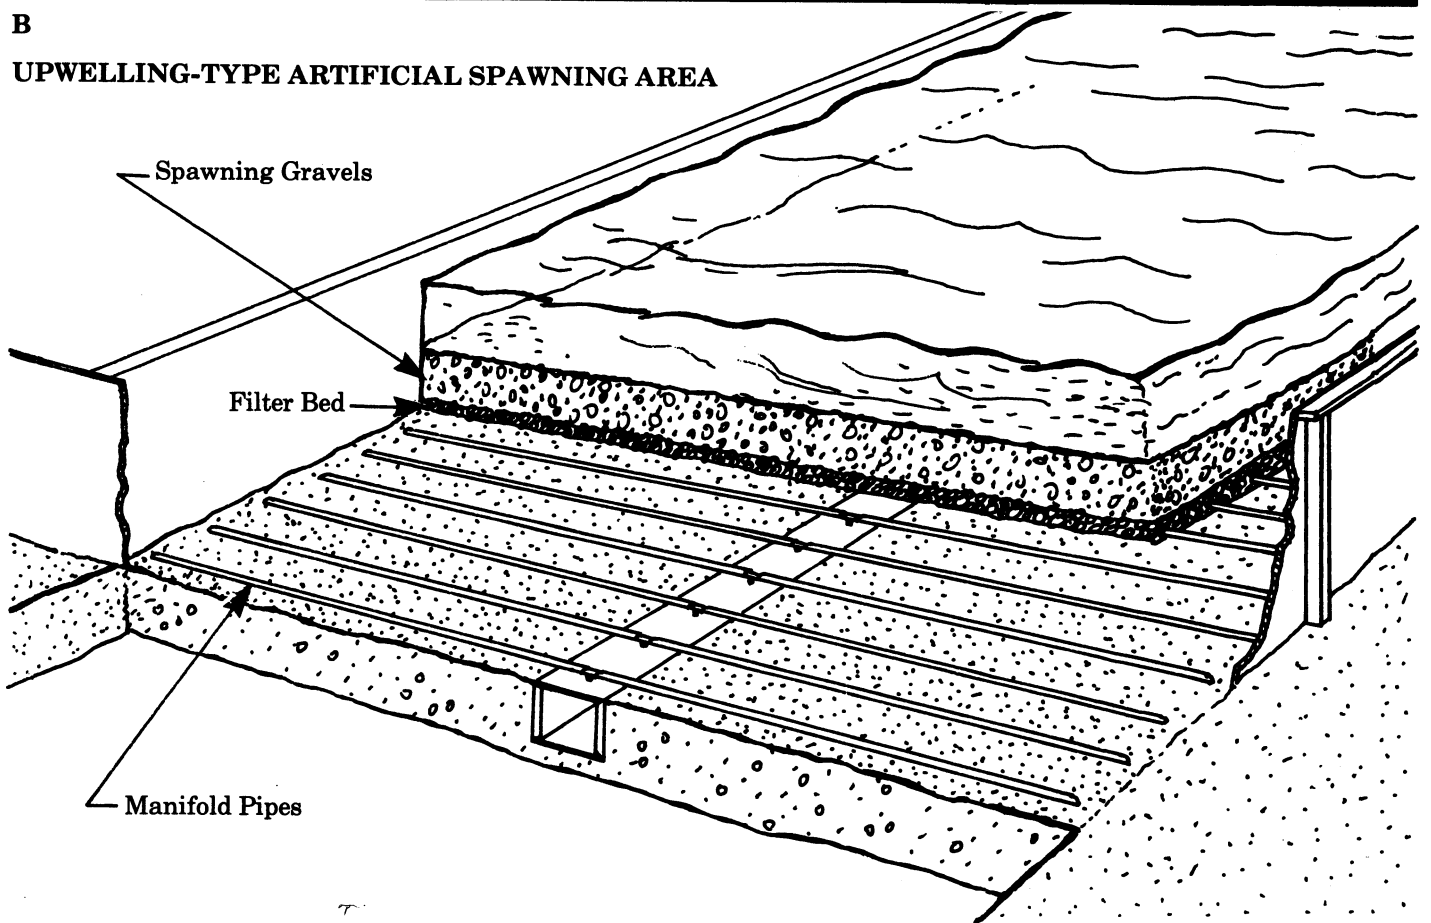 B
UPWELLING-TYPE ARTIFICIAL SPAWNING AREA
Spawning Gravels
Filter Bed
Manifold Pipes